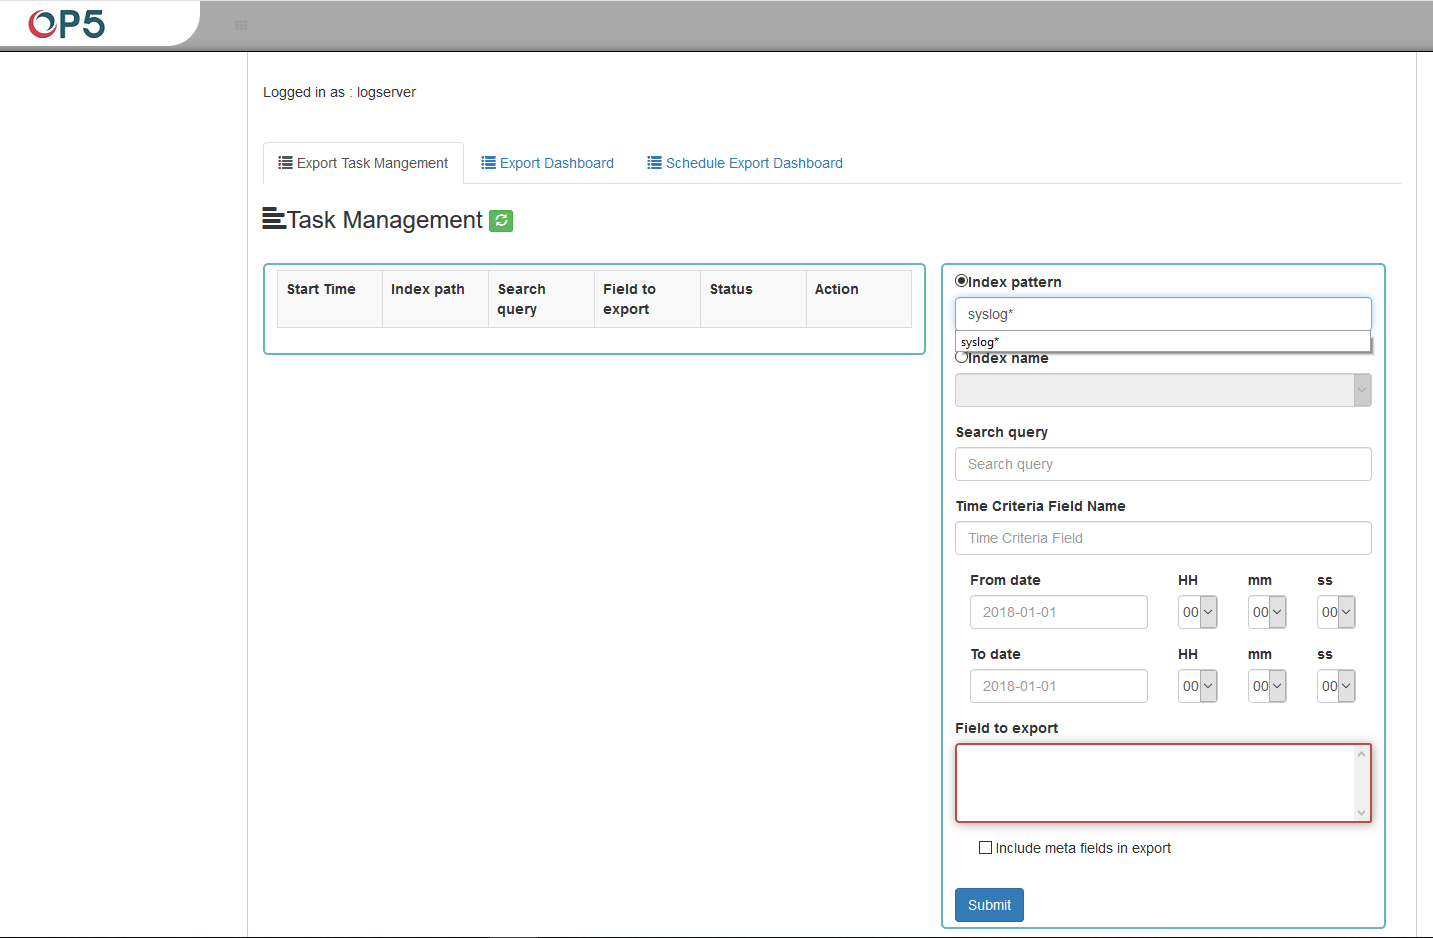 OP5
Logged in as : logserver
Export Task Mangement
Export Dashboard
Schedule Export Dashboard
Task Management
Start Time
Index path
Search
query
Field to
export
Status
Action
Index pattern
syslog*
syslog*
Index name
Search query
Search query
Time Criteria Field Name
Time Criteria Field
From date
HH
mm
ss
2018-01-01
00
00
00
To date
HH
mm
ss
2018-01-01
00
00
00
Field to export
Include meta fields in export
Submit